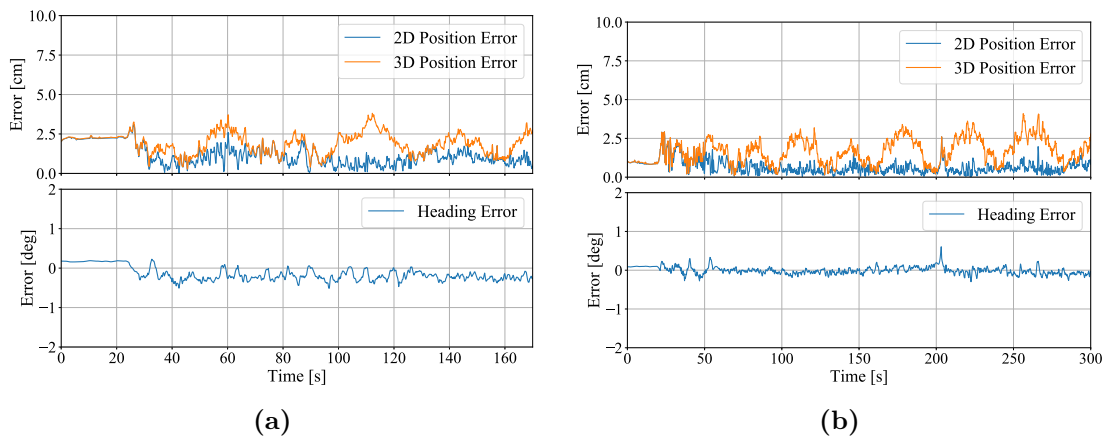 10.0
7.5
5.0
2.5
0.0
Error [cm]
2D Position Error
3D Position Error
2
1
0
−1
−2
Error [deg]
Heading Error
0 20 40 60 80 100 120 140 160
Time [s]
(a)
10.0
7.5
5.0
2.5
0.0
Error [cm]
2D Position Error
3D Position Error
2
1
0
−1
−2
Error [deg]
Heading Error
0 50 100 150 200 250 300
Time [s]
(b)